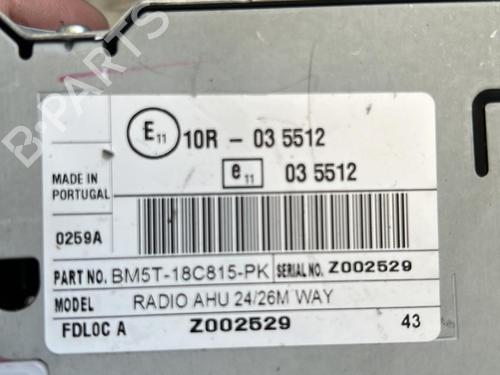 E11 10R - 03 5512
e11 03 5512
MADE IN
PORTUGAL
0259A
PART NO. BM5T-18C815-PK SERIAL NO. Z002529
MODEL RADIO AHU 24/26M WAY
FDLOC A Z002529 43
B-PARTS